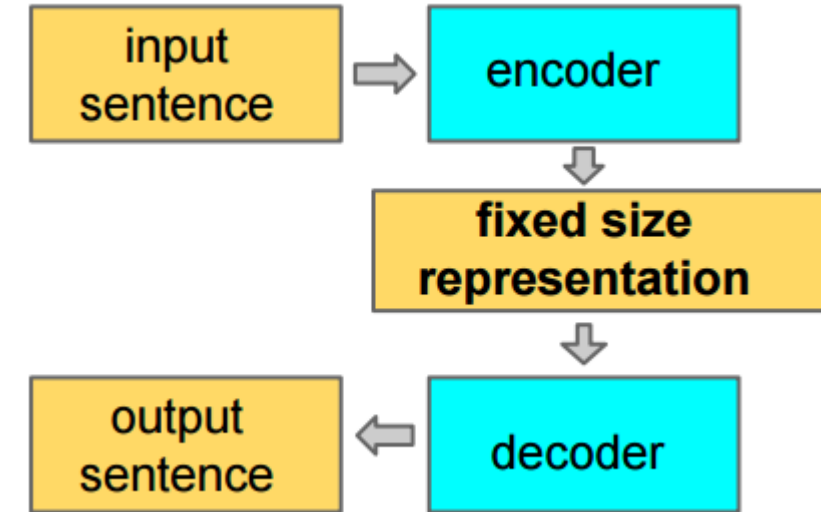 input
sentence
encoder
fixed size
representation
output
sentence
decoder